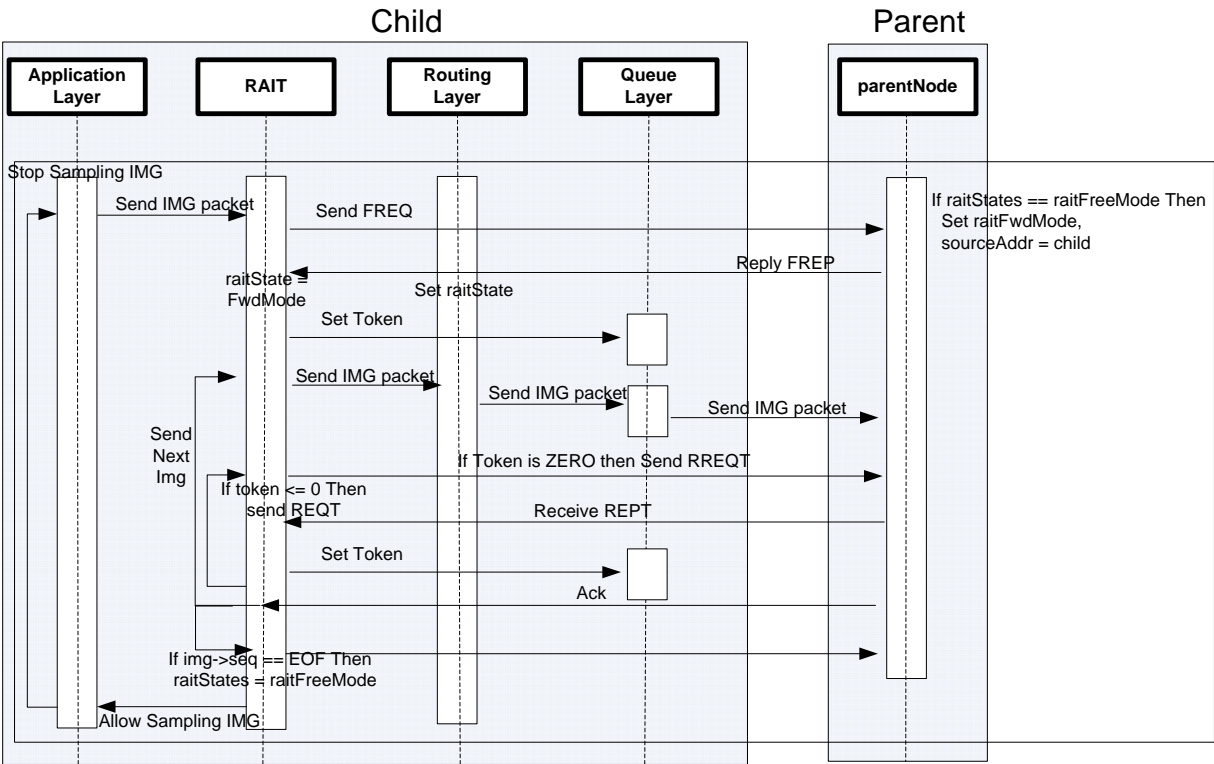 Child
Parent
Application
Layer
RAIT
Routing
Layer
Queue
Layer
parentNode
Stop Sampling IMG
Send IMG packet
Send FREQ
If raitStates == raitFreeMode Then
Set raitFwdMode,
sourceAddr = child
Reply FREP
raitState =
FwdMode
Set raitState
Set Token
Send IMG packet
Send IMG packet
Send IMG packet
Send
Next
Img
If Token is ZERO then Send RREQT
If token <= 0 Then
send REQT
Receive REPT
Set Token
Ack
If img->seq == EOF Then
raitStates = raitFreeMode
Allow Sampling IMG